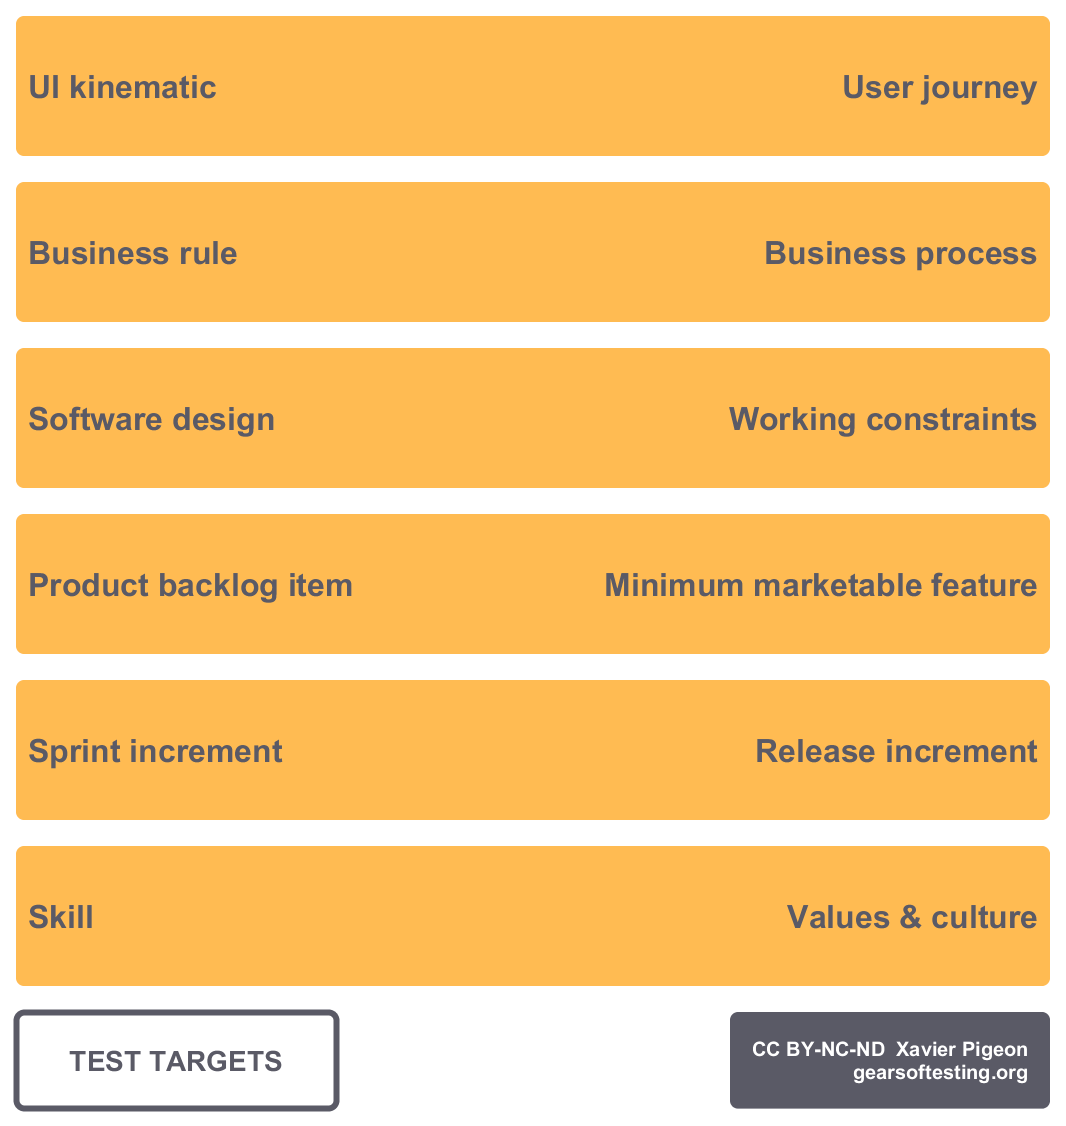 UI kinematic
User journey
Business rule
Business process
Software design
Working constraints
Product backlog item
Minimum marketable feature
Sprint increment
Release increment
Skill
Values & culture
TEST TARGETS
CC BY-NC-ND  Xavier Pigeon
gearsoftesting.org